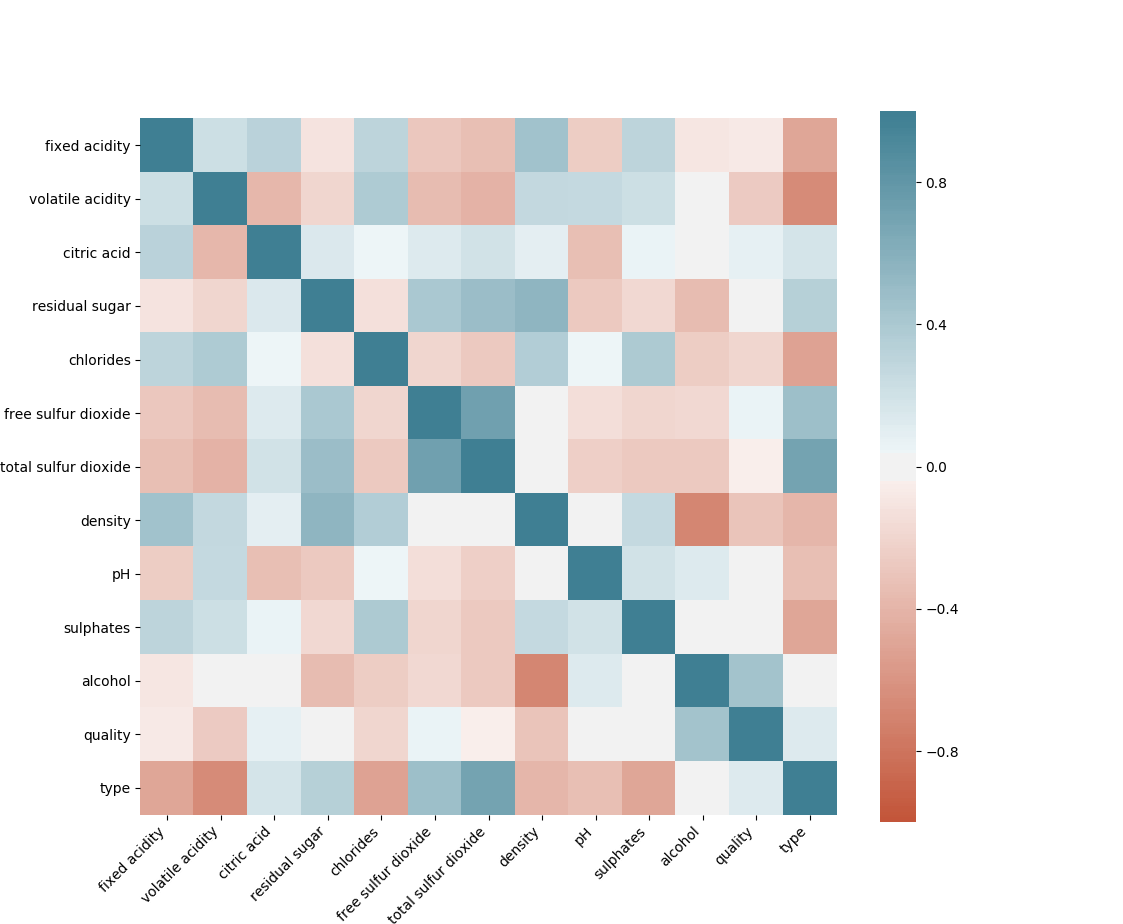 fixed acidity
volatile acidity
citric acid
residual sugar
chlorides
free sulfur dioxide
total sulfur dioxide
density
pH
sulphates
alcohol
quality
type
fixed acidity
volatile acidity
citric acid
residual sugar
chlorides
free sulfur dioxide
total sulfur dioxide
density
pH
sulphates
alcohol
quality
type
0.8
0.4
0.0
−0.4
−0.8